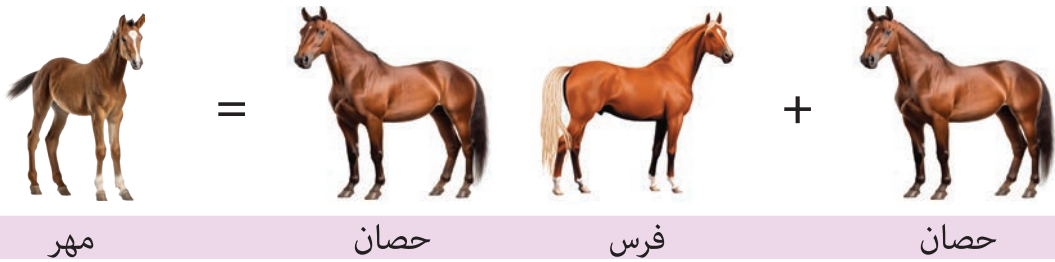 + =
حصان فرس حصان مهر